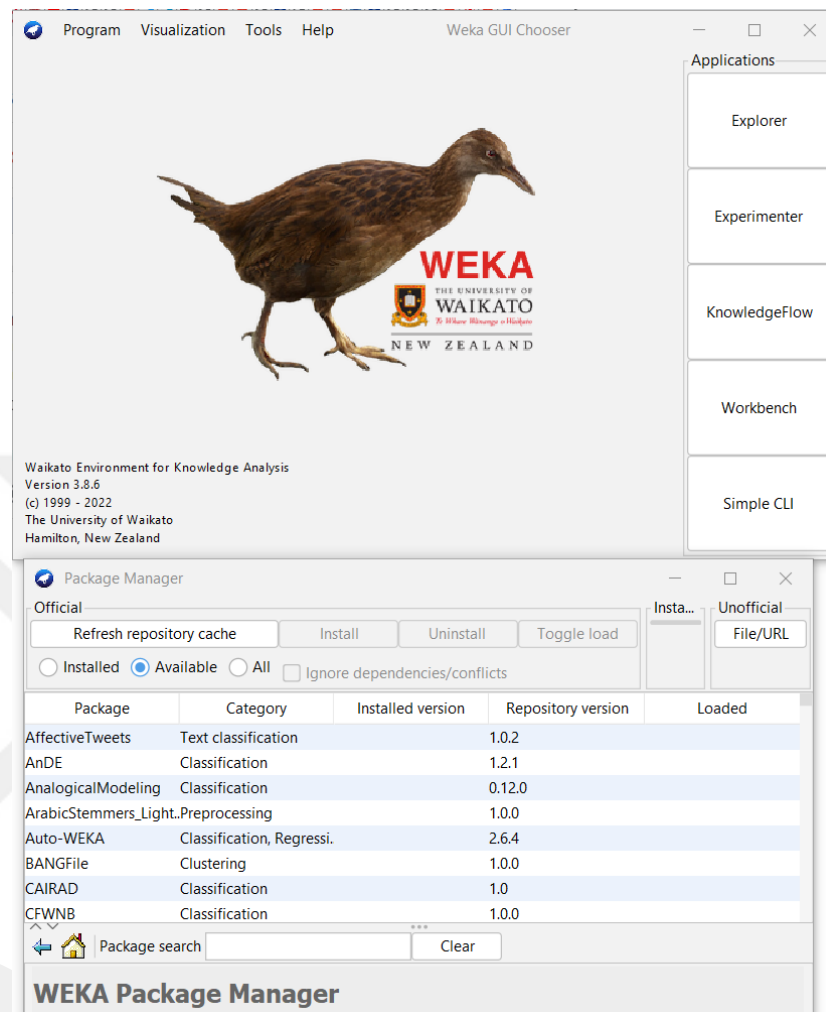 Program Visualization Tools Help Weka GUI Chooser
Applications
Explorer
Experimenter
KnowledgeFlow
Workbench
Simple CLI
WEKA
THE UNIVERSITY OF
WAIKATO
Te Whare Wānanga o Waikato
NEW ZEALAND
Waikato Environment for Knowledge Analysis
Version 3.8.6
(c) 1999 - 2022
The University of Waikato
Hamilton, New Zealand
Package Manager
Official Insta... Unofficial
Refresh repository cache Install Uninstall Toggle load File/URL
Installed Available All Ignore dependencies/conflicts
Package Category Installed version Repository version Loaded
AffectiveTweets Text classification 1.0.2
AnDE Classification 1.2.1
AnalogicalModeling Classification 0.12.0
ArabicStemmers_Light.. Preprocessing 1.0.0
Auto-WEKA Classification, Regressi. 2.6.4
BANGFile Clustering 1.0.0
CAIRAD Classification 1.0
CFWNB Classification 1.0.0
Package search Clear
WEKA Package Manager